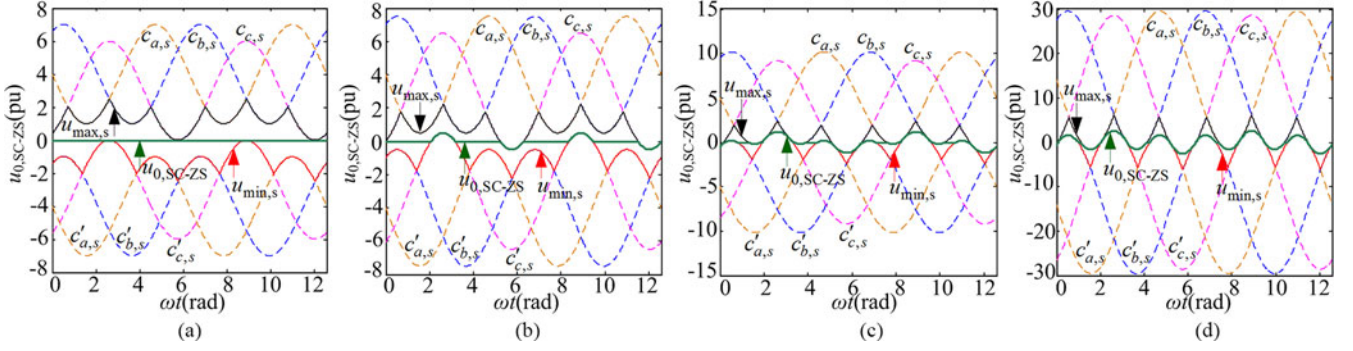 u0,SC-ZS(pu)
8
6
4
2
0
-2
-4
-6
-8
0 2 4 6 8 10 12
ωt(rad)
ca,s
cb,s
cc,s
umax,s
u0,SC-ZS
umin,s
c′a,s
c′b,s
c′c,s
(a)
u0,SC-ZS(pu)
8
6
4
2
0
-2
-4
-6
-8
0 2 4 6 8 10 12
ωt(rad)
ca,s
cb,s
cc,s
umax,s
u0,SC-ZS
umin,s
c′a,s
c′b,s
c′c,s
(b)
u0,SC-ZS(pu)
15
10
5
0
-5
-10
-15
0 2 4 6 8 10 12
ωt(rad)
ca,s
cb,s
cc,s
umax,s
u0,SC-ZS
umin,s
c′a,s
c′b,s
c′c,s
(c)
u0,SC-ZS(pu)
30
20
10
0
-10
-20
-30
0 2 4 6 8 10 12
ωt(rad)
ca,s
cb,s
cc,s
umax,s
u0,SC-ZS
umin,s
c′a,s
c′b,s
c′c,s
(d)